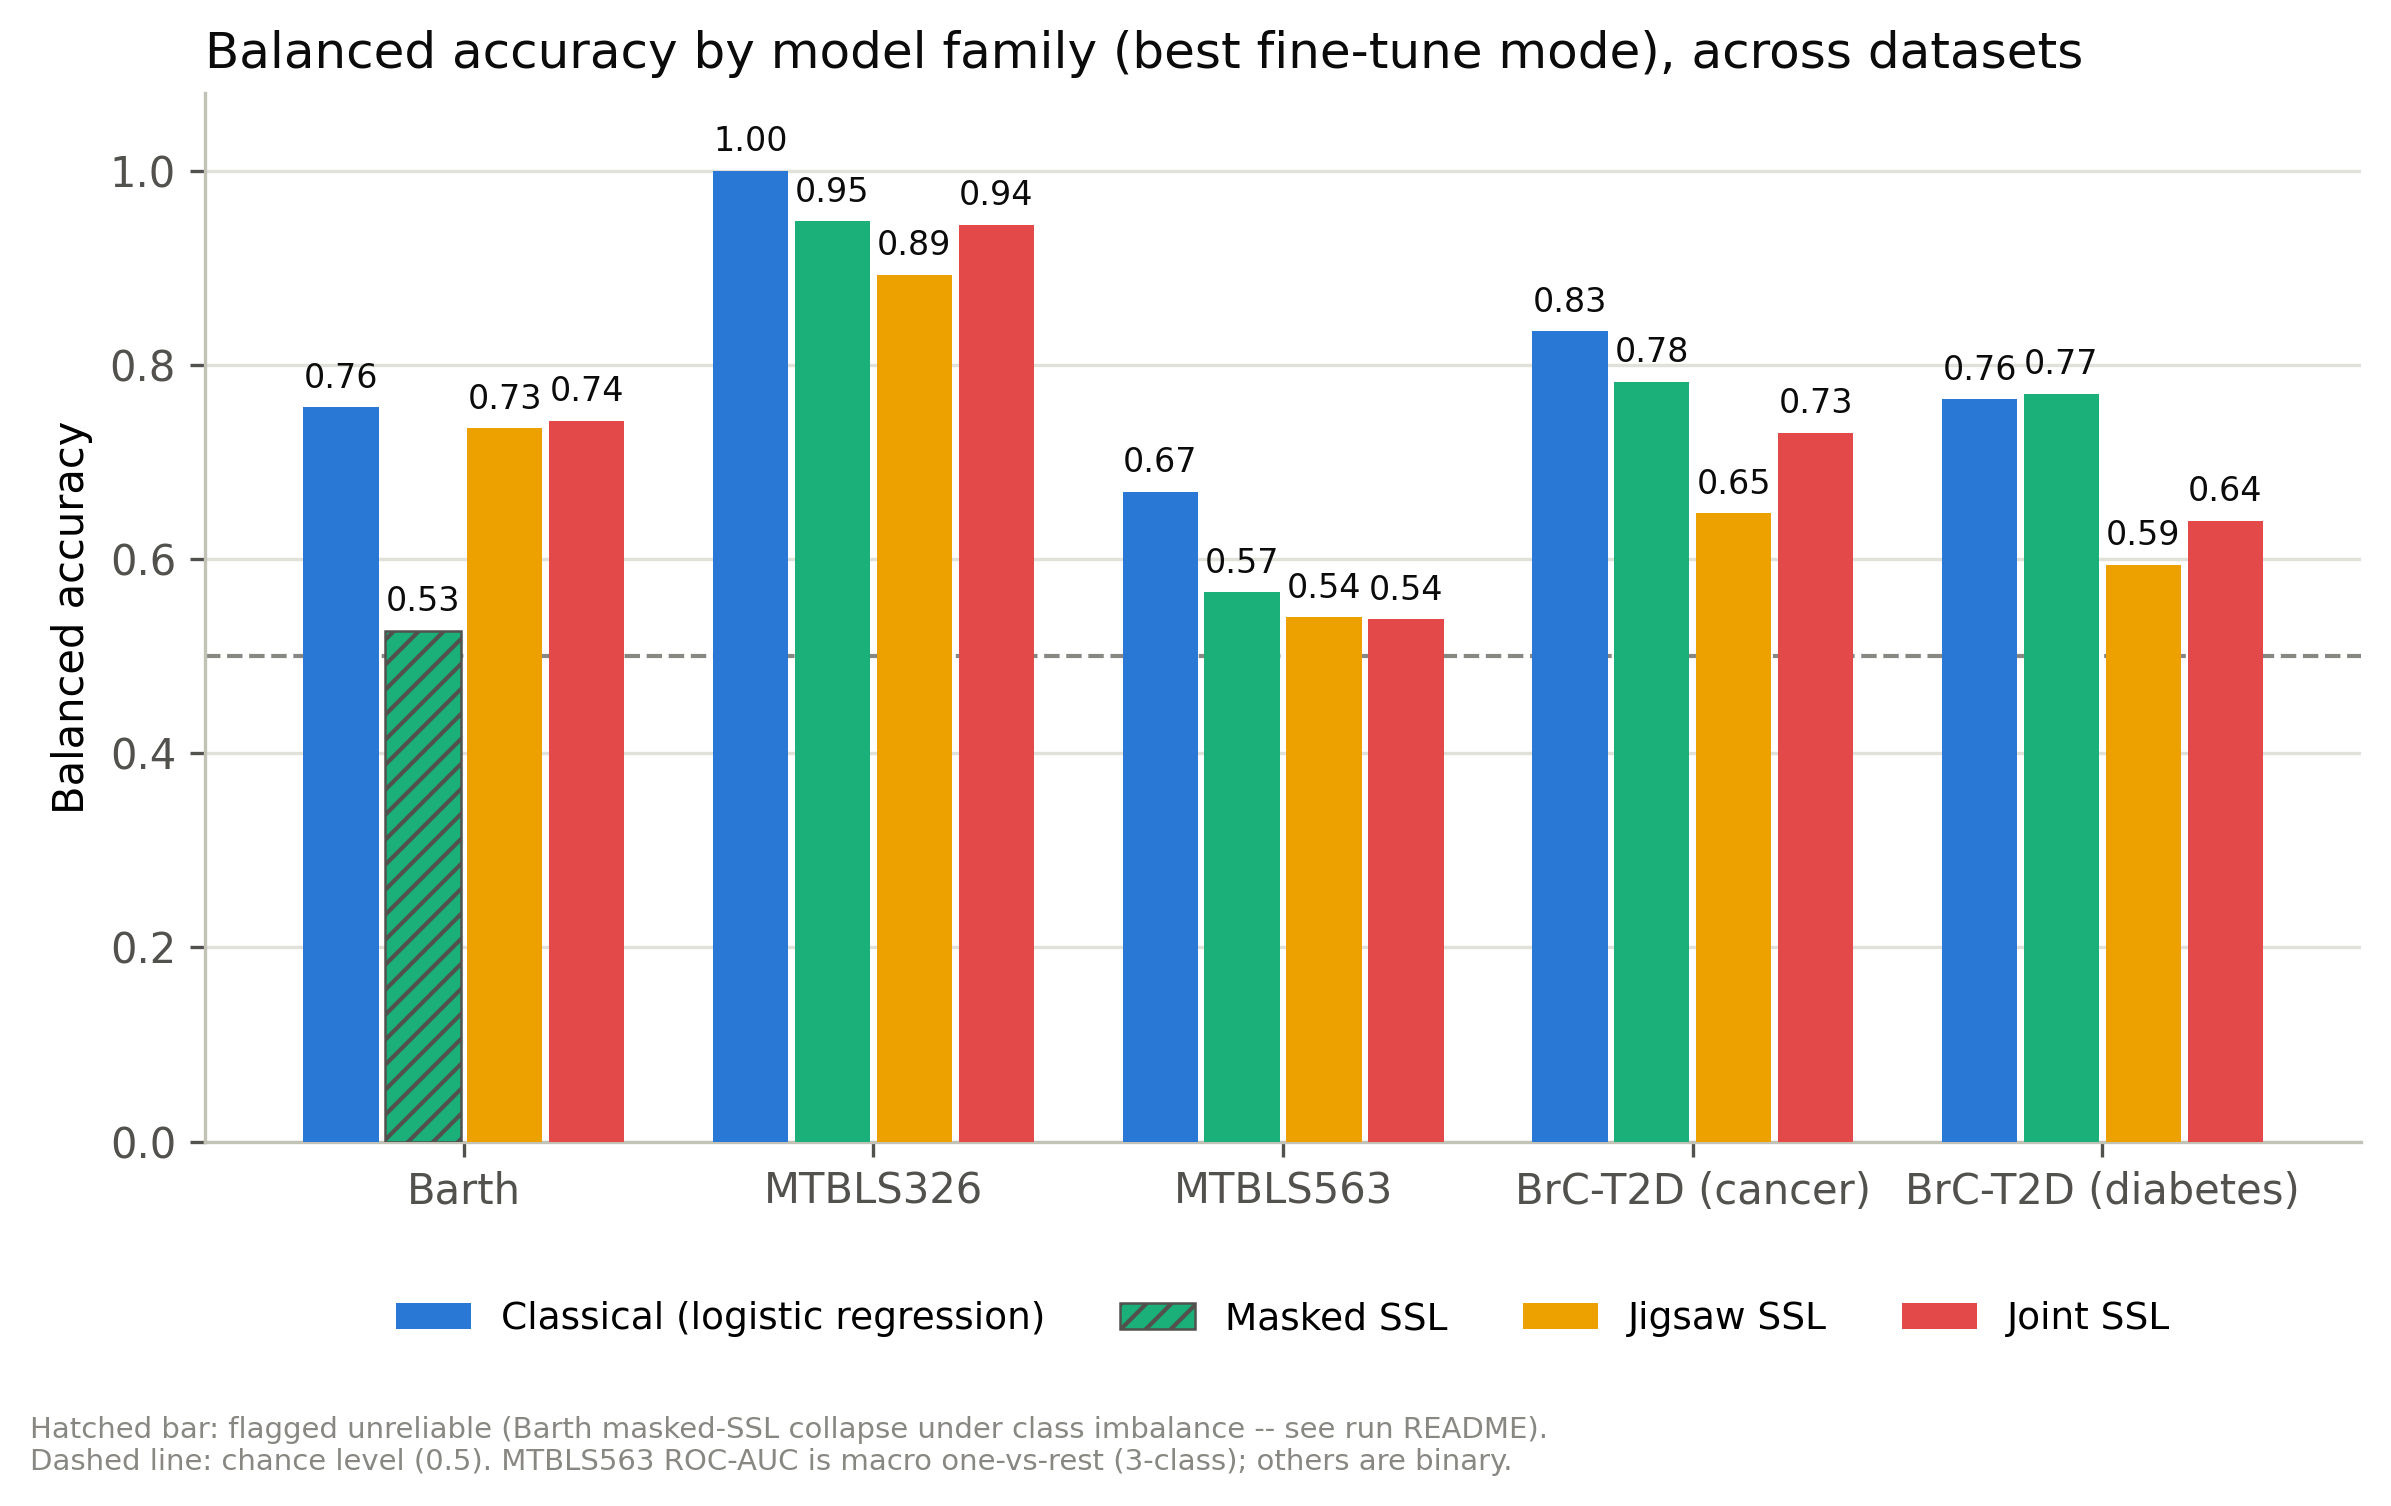 Balanced accuracy by model family (best fine-tune mode), across datasets
Balanced accuracy
1.0
0.8
0.6
0.4
0.2
0.0
0.76
0.53
0.73
0.74
1.00
0.95
0.89
0.94
0.67
0.57
0.54
0.54
0.83
0.78
0.65
0.73
0.76
0.77
0.59
0.64
Barth
MTBLS326
MTBLS563
BrC-T2D (cancer)
BrC-T2D (diabetes)
Classical (logistic regression)
Masked SSL
Jigsaw SSL
Joint SSL
Hatched bar: flagged unreliable (Barth masked-SSL collapse under class imbalance -- see run README).
Dashed line: chance level (0.5). MTBLS563 ROC-AUC is macro one-vs-rest (3-class); others are binary.